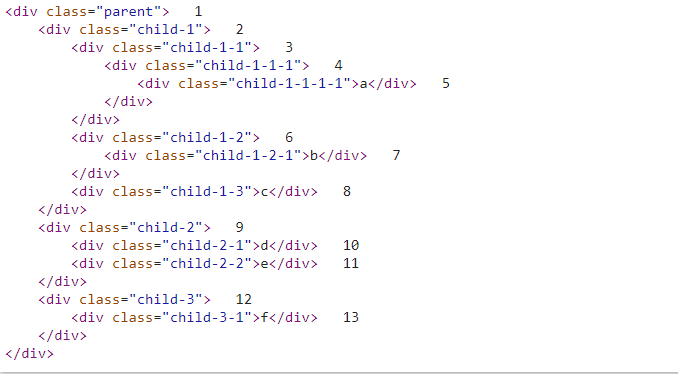 <div class="parent">   1
    <div class="child-1">   2
        <div class="child-1-1">   3
            <div class="child-1-1-1">   4
                <div class="child-1-1-1-1">a</div>   5
            </div>
        </div>
        <div class="child-1-2">   6
            <div class="child-1-2-1">b</div>   7
        </div>
        <div class="child-1-3">c</div>   8
    </div>
    <div class="child-2">   9
        <div class="child-2-1">d</div>   10
        <div class="child-2-2">e</div>   11
    </div>
    <div class="child-3">   12
        <div class="child-3-1">f</div>   13
    </div>
</div>